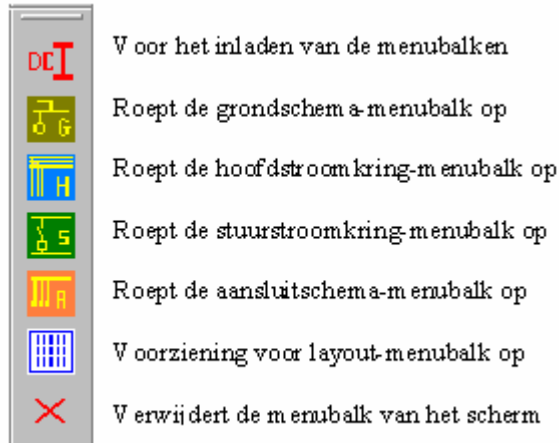 DCI Voor het inladen van de menubalken
G Roept de grondschema-menubalk op
H Roept de hoofdstroomkring-menubalk op
S Roept de stuurstroomkring-menubalk op
A Roept de aansluitschema-menubalk op
Voorziening voor layout-menubalk op
Verwijdert de menubalk van het scherm